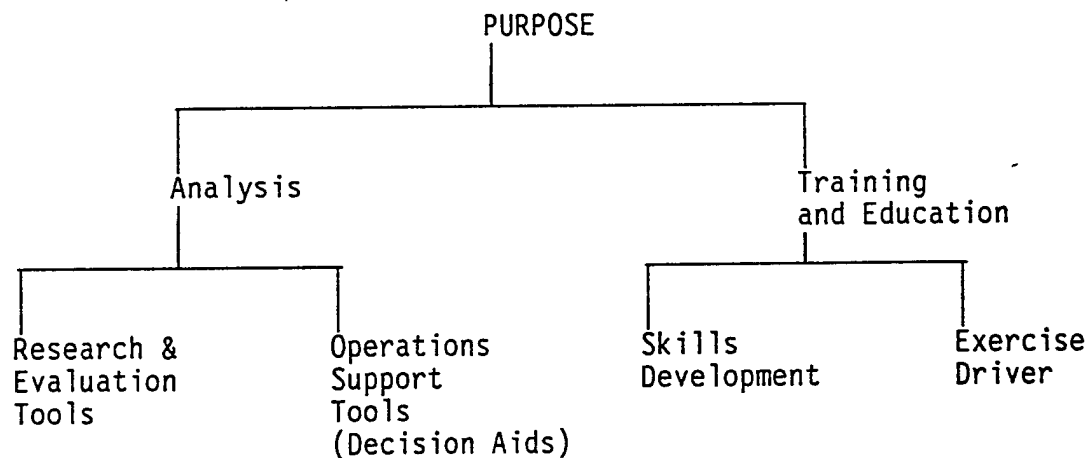 PURPOSE
Analysis
Training
and Education
Research &
Evaluation
Tools
Operations
Support
Tools
(Decision Aids)
Skills
Development
Exercise
Driver